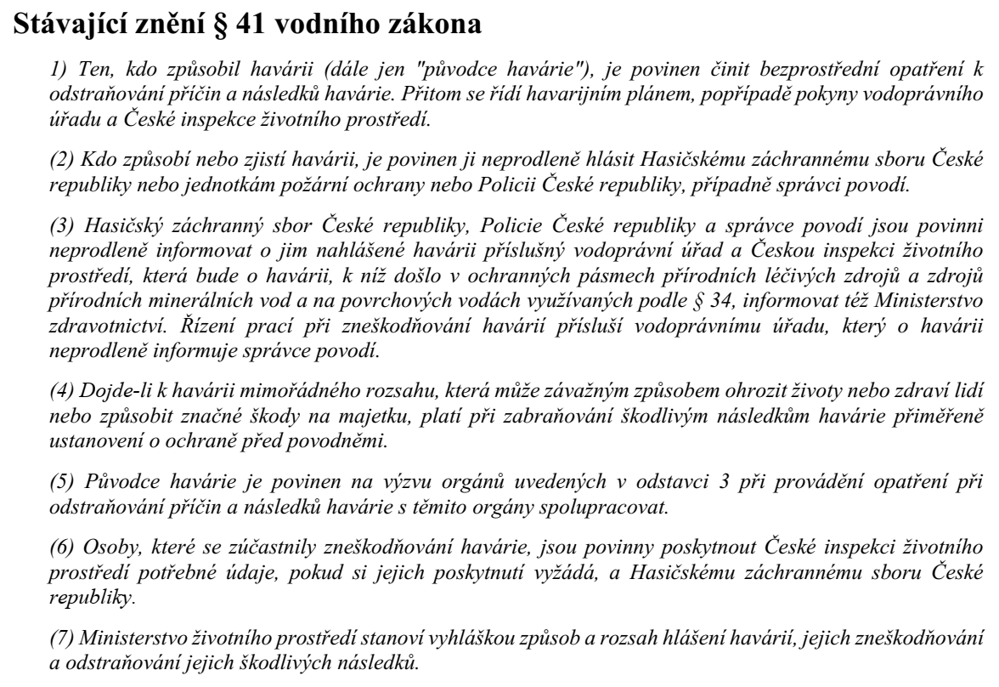 Stávající znění § 41 vodního zákona
1) Ten, kdo způsobil havárii (dále jen "původce havárie"), je povinen činit bezprostřední opatření k
odstraňování příčin a následků havárie. Přitom se řídí havarijním plánem, popřípadě pokyny vodoprávního
úřadu a České inspekce životního prostředí.
(2) Kdo způsobí nebo zjistí havárii, je povinen ji neprodleně hlásit Hasičskému záchrannému sboru České
republiky nebo jednotkám požární ochrany nebo Policii České republiky, případně správci povodí.
(3) Hasičský záchranný sbor České republiky, Policie České republiky a správce povodí jsou povinni
neprodleně informovat o jim nahlášené havárii příslušný vodoprávní úřad a Českou inspekci životního
prostředí, která bude o havárii, k níž došlo v ochranných pásmech přírodních léčivých zdrojů a zdrojů
přírodních minerálních vod a na povrchových vodách využívaných podle § 34, informovat též Ministerstvo
zdravotnictví. Řízení prací při zneškodňování havárií přísluší vodoprávnímu úřadu, který o havárii
neprodleně informuje správce povodí.
(4) Dojde-li k havárii mimořádného rozsahu, která může závažným způsobem ohrozit životy nebo zdraví lidí
nebo způsobit značné škody na majetku, platí při zabraňování škodlivým následkům havárie přiměřeně
ustanovení o ochraně před povodněmi.
(5) Původce havárie je povinen na výzvu orgánů uvedených v odstavci 3 při provádění opatření při
odstraňování příčin a následků havárie s těmito orgány spolupracovat.
(6) Osoby, které se zúčastnily zneškodňování havárie, jsou povinny poskytnout České inspekci životního
prostředí potřebné údaje, pokud si jejich poskytnutí vyžádá, a Hasičskému záchrannému sboru České
republiky.
(7) Ministerstvo životního prostředí stanoví vyhláškou způsob a rozsah hlášení havárií, jejich zneškodňování
a odstraňování jejich škodlivých následků.